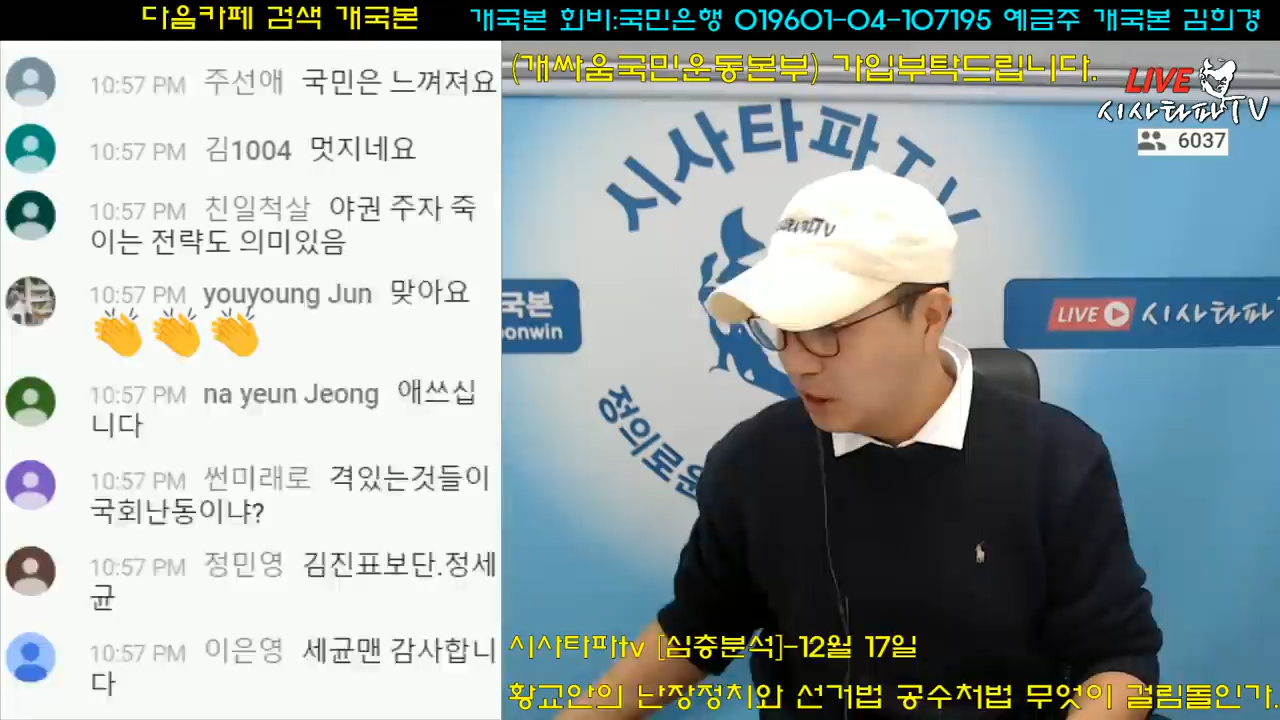 다음카페 검색 개국본 개국본 회비:국민은행 019601-04-107195 예금주 개국본 김희경
10:57 PM 주선애 국민은 느껴져요
10:57 PM 김1004 멋지네요
10:57 PM 친일척살 야권 주자 죽
이는 전략도 의미있음
10:57 PM youyoung Jun 맞아요
👏 👏 👏
10:57 PM na yeun Jeong 애쓰십
니다
10:57 PM 썬미래로 격있는것들이
국회난동이냐?
10:57 PM 정민영 김진표보단.정세
균
10:57 PM 이은영 세균맨 감사합니
다
(개싸움국민운동본부) 가입부탁드립니다.
LIVE
시사타파TV
6037
시사타파TV
국본
onwin
LIVE 시사타파
정의로운
시사타파tv [심층분석]-12월 17일
황교안의 난장정치와 선거법 공수처법 무엇이 걸림돌인가.